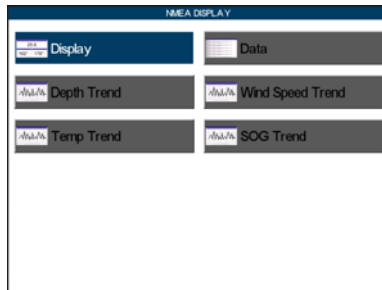 NMEA DISPLAY
Display
Data
Depth Trend
Wind Speed Trend
Temp Trend
SOG Trend